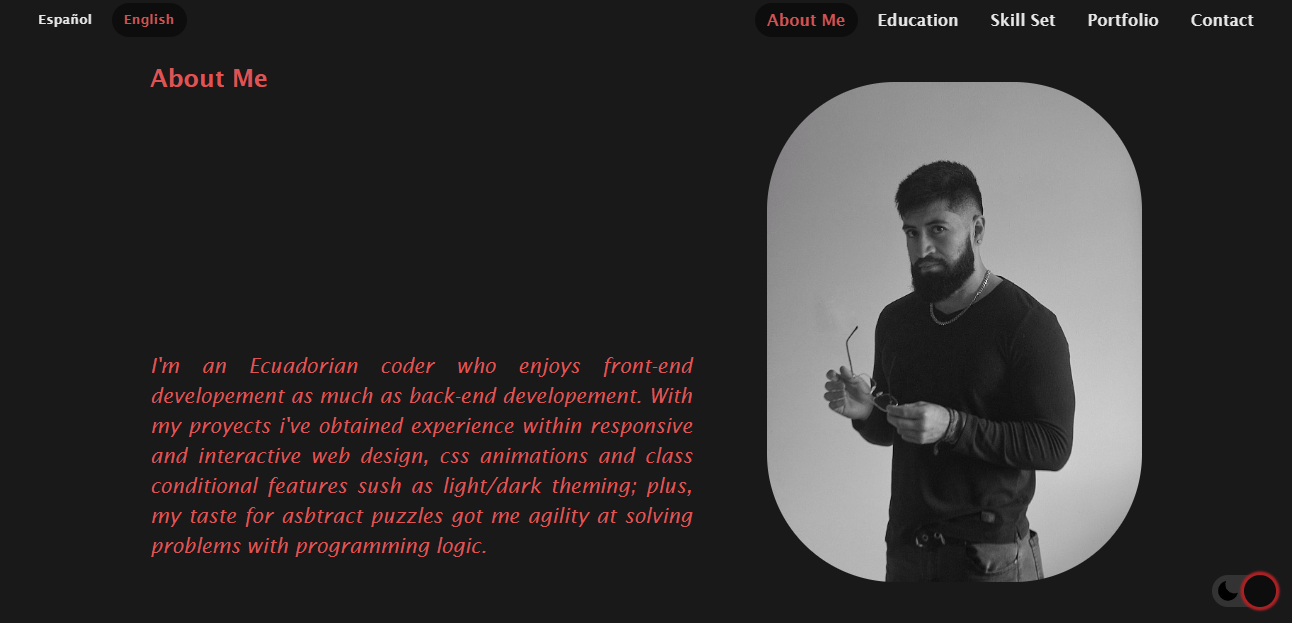 Español
English
About Me
Education
Skill Set
Portfolio
Contact
About Me
I'm an Ecuadorian coder who enjoys front-end
developement as much as back-end developement. With
my proyects i've obtained experience within responsive
and interactive web design, css animations and class
conditional features sush as light/dark theming; plus,
my taste for asbtract puzzles got me agility at solving
problems with programming logic.